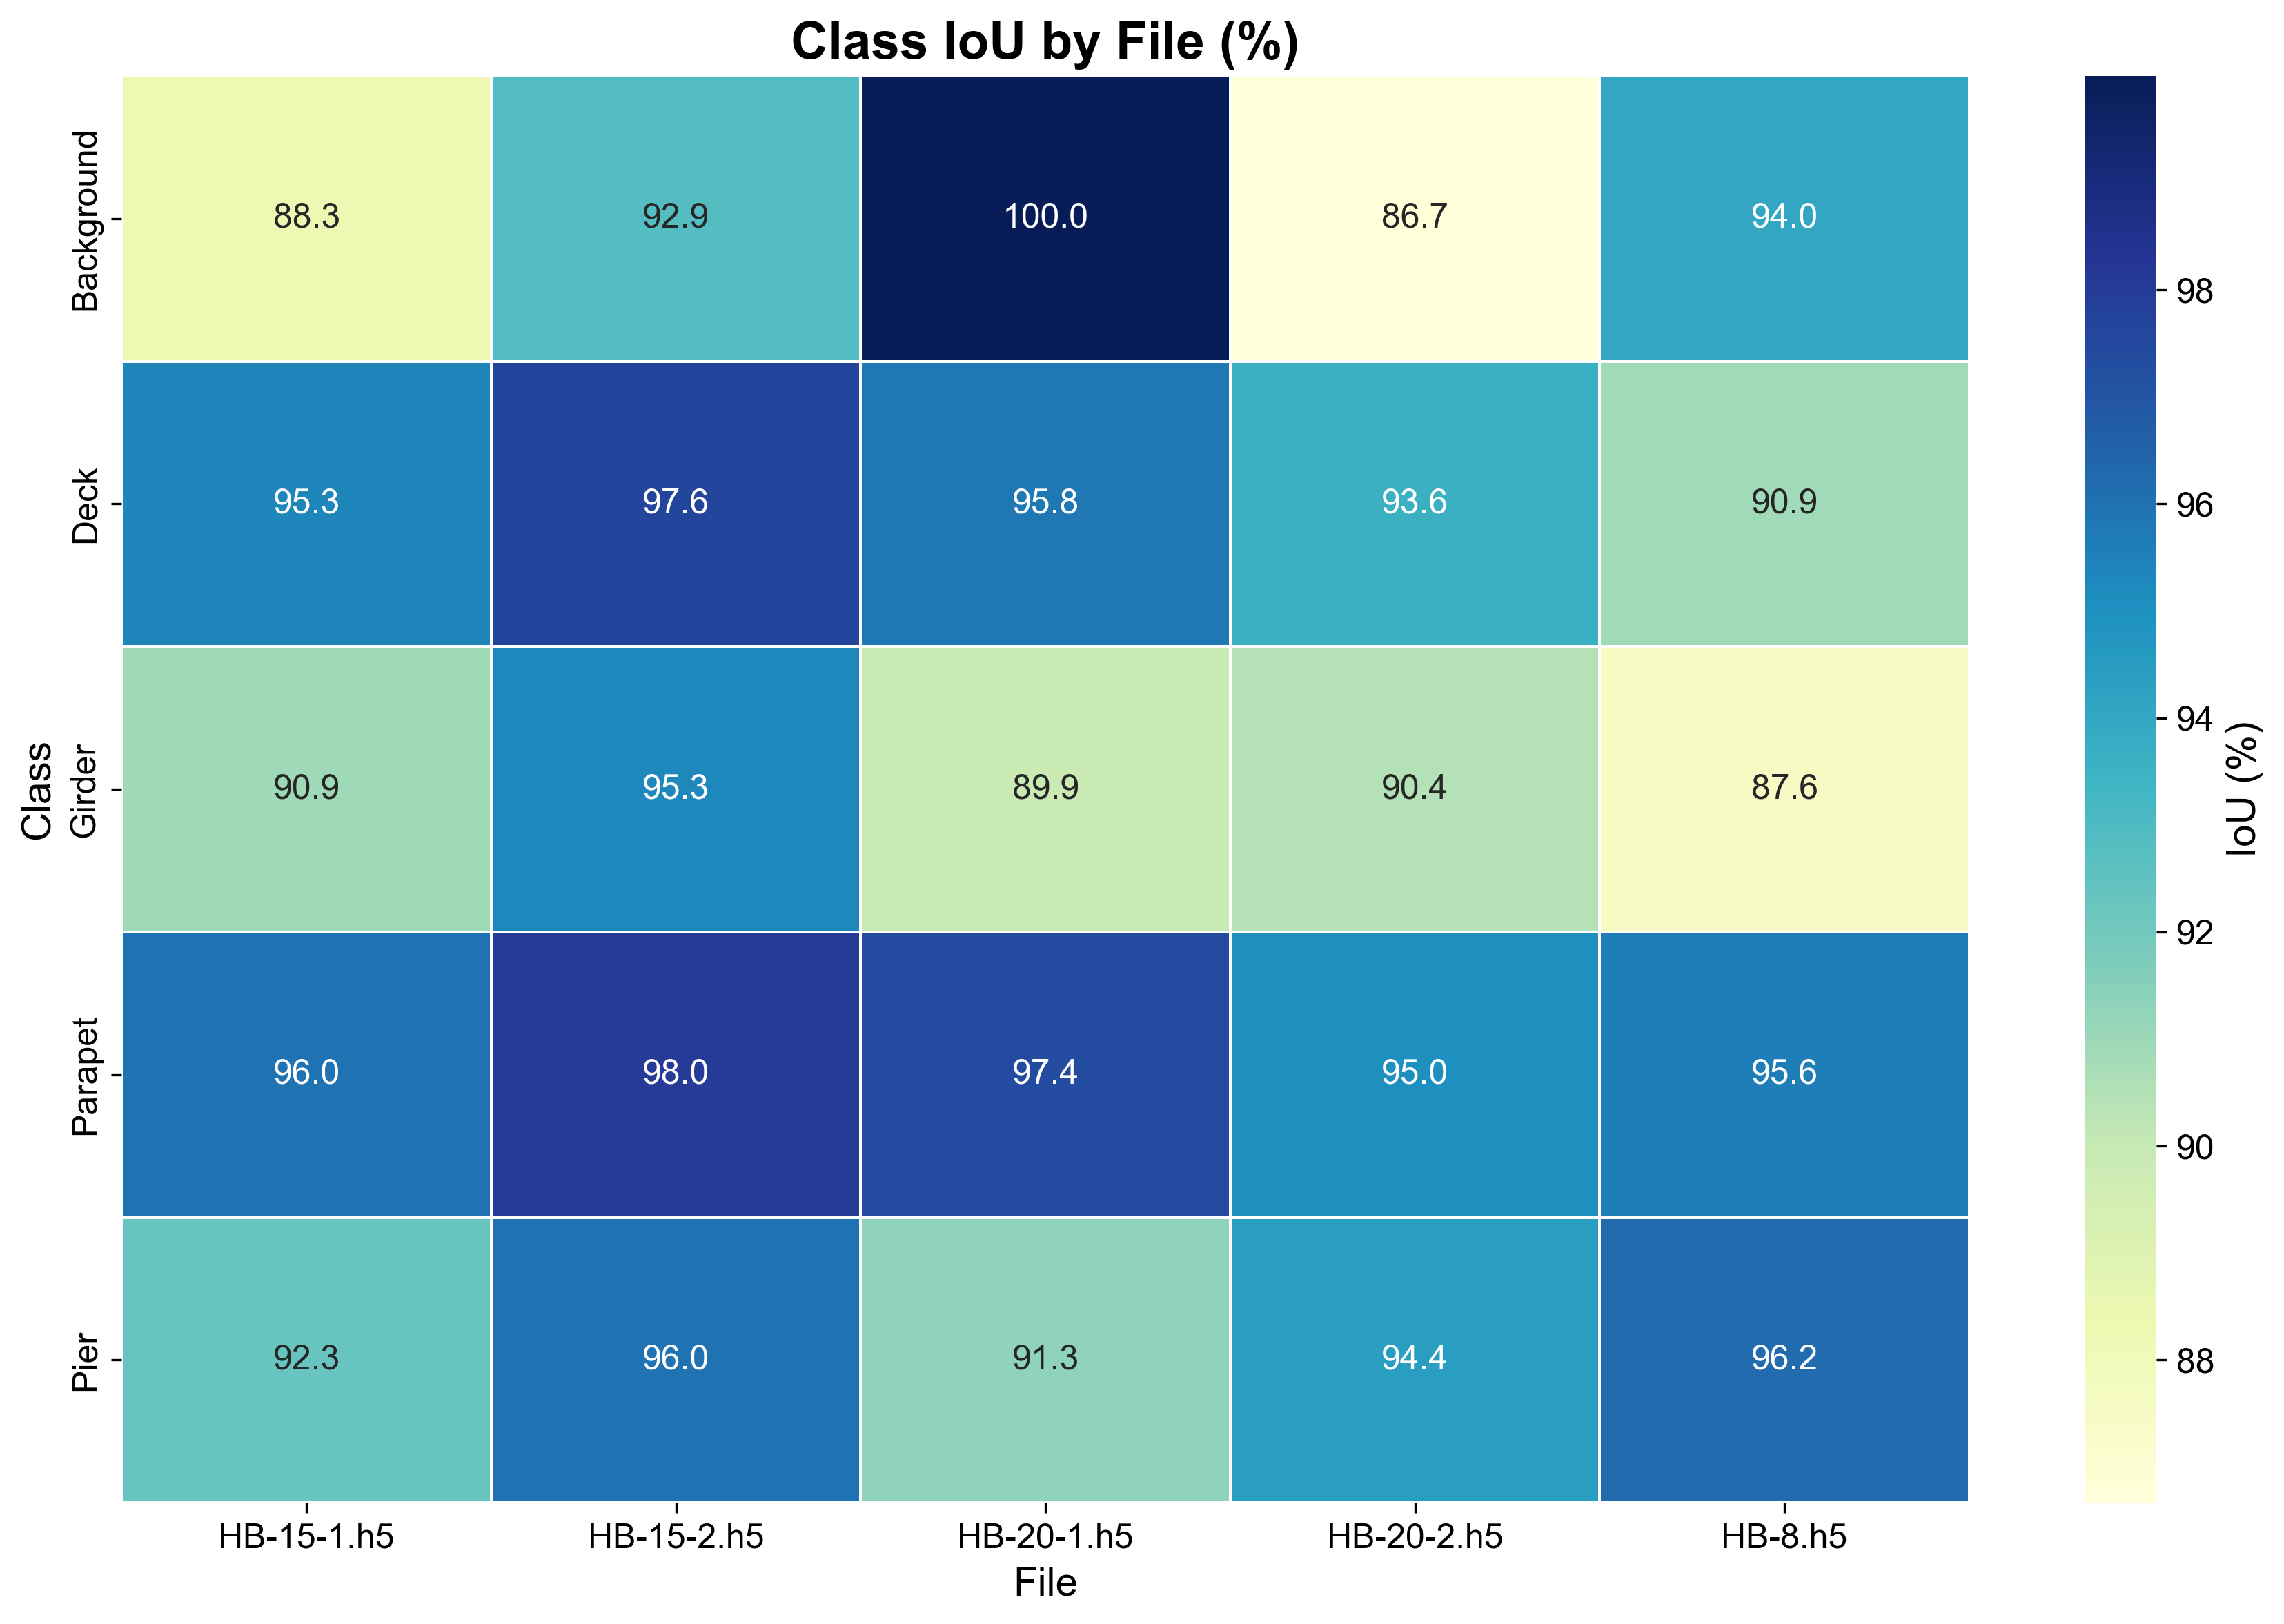 Class IoU by File (%)
Class
Background
88.3 92.9 100.0 86.7 94.0
Deck
95.3 97.6 95.8 93.6 90.9
Girder
90.9 95.3 89.9 90.4 87.6
Parapet
96.0 98.0 97.4 95.0 95.6
Pier
92.3 96.0 91.3 94.4 96.2
HB-15-1.h5 HB-15-2.h5 HB-20-1.h5 HB-20-2.h5 HB-8.h5
File
98
96
94
92
90
88
IoU (%)